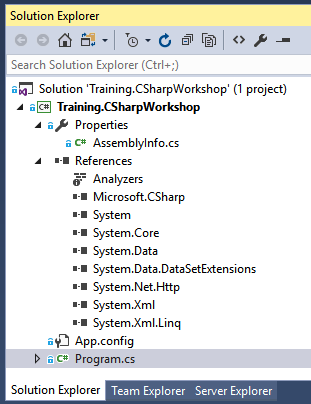 Solution Explorer
Search Solution Explorer (Ctrl+;)
Solution 'Training.CSharpWorkshop' (1 project)
C# Training.CSharpWorkshop
Properties
C# AssemblyInfo.cs
References
Analyzers
Microsoft.CSharp
System
System.Core
System.Data
System.Data.DataSetExtensions
System.Net.Http
System.Xml
System.Xml.Linq
App.config
C# Program.cs
Solution Explorer Team Explorer Server Explorer